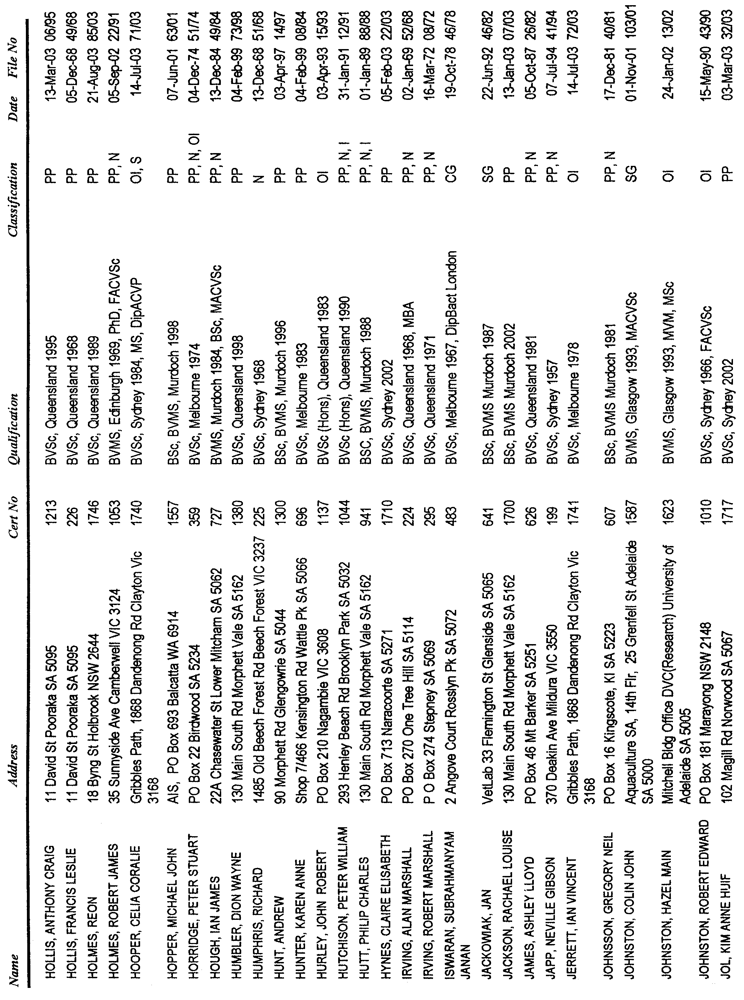 Name Address Cert No Qualification Classification Date File No
HOLLIS, ANTHONY CRAIG 11 David St Pooraka SA 5095 1213 BVSc, Queensland 1995 PP 13-Mar-03 06/95
HOLLIS, FRANCIS LESLIE 11 David St Pooraka SA 5095 226 BVSc, Queensland 1968 PP 05-Dec-68 49/68
HOLMES, REON 18 Byng St Holbrook NSW 2644 1746 BVSc, Queensland 1989 PP 21-Aug-03 85/03
HOLMES, ROBERT JAMES 35 Sunnyside Ave Camberwell VIC 3124 1053 BVMS, Edinburgh 1969, PhD, FACVSc PP, N 05-Sep-02 22/91
HOOPER, CELIA CORALIE Gribbles Path, 1868 Dandenong Rd Clayton Vic 1740 BVSc, Sydney 1984, MS, DipACVP OI, S 14-Jul-03 71/03
3168
HOPPER, MICHAEL JOHN AIS, PO Box 693 Balcatta WA 6914 1557 BSc, BVMS, Murdoch 1998 PP 07-Jun-01 63/01
HORRIDGE, PETER STUART PO Box 22 Birdwood SA 5234 359 BVSc, Melbourne 1974 PP, N, OI 04-Dec-74 51/74
HOUGH, IAN JAMES 22A Chasewater St Lower Mitcham SA 5062 727 BVMS, Murdoch 1984, BSc, MACVSc PP, N 13-Dec-84 49/84
HUMBLER, DION WAYNE 130 Main South Rd Morphett Vale SA 5162 1380 BVSc, Queensland 1998 PP 04-Feb-99 73/98
HUMPHRIS, RICHARD 1485 Old Beech Forest Rd Beech Forest VIC 3237 225 BVSc, Sydney 1968 N 13-Dec-68 51/68
HUNT, ANDREW 90 Morphett Rd Glengowrie SA 5044 1300 BSc, BVMS, Murdoch 1996 PP 03-Apr-97 14/97
HUNTER, KAREN ANNE Shop 7/466 Kensington Rd Wattle Pk SA 5066 696 BVSc, Melbourne 1983 PP 04-Feb-99 08/84
HURLEY, JOHN ROBERT PO Box 210 Nagambie VIC 3608 1137 BVSc (Hons), Queensland 1983 OI 03-Apr-93 15/93
HUTCHISON, PETER WILLIAM 293 Henley Beach Rd Brooklyn Park SA 5032 1044 BVSc (Hons), Queensland 1990 PP, N, I 31-Jan-91 12/91
HUTT, PHILIP CHARLES 130 Main South Rd Morphett Vale SA 5162 941 BSC, BVMS, Murdoch 1988 PP, N, I 01-Jan-89 88/88
HYNES, CLAIRE ELISABETH PO Box 713 Naracoorte SA 5271 1710 BVSc, Sydney 2002 PP 05-Feb-03 22/03
IRVING, ALAN MARSHALL PO Box 270 One Tree Hill SA 5114 224 BVSc, Queensland 1968, MBA PP, N 02-Jan-69 52/68
IRVING, ROBERT MARSHALL P O Box 274 Stepney SA 5069 295 BVSc, Queensland 1971 PP, N 16-Mar-72 08/72
ISWARAN, SUBRAHMANYAM 2 Angove Court Rosslyn Pk SA 5072 483 BVSc, Melbourne 1967, DipBact London CG 19-Oct-78 46/78
JANAN
JACKOWIAK, JAN VetLab 33 Flemington St Glenside SA 5065 641 BSc, BVMS Murdoch 1987 SG 22-Jun-92 46/82
JACKSON, RACHAEL LOUISE 130 Main South Rd Morphett Vale SA 5162 1700 BSc, BVMS Murdoch 2002 PP 13-Jan-03 07/03
JAMES, ASHLEY LLOYD PO Box 46 Mt Barker SA 5251 626 BVSc, Queensland 1981 PP, N 05-Oct-87 26/82
JAPP, NEVILLE GIBSON 370 Deakin Ave Mildura VIC 3550 199 BVSc, Sydney 1957 PP, N 07-Jul-94 41/94
JERRETT, IAN VINCENT Gribbles Path, 1868 Dandenong Rd Clayton Vic 1741 BVSc, Melbourne 1978 OI 14-Jul-03 72/03
3168
JOHNSSON, GREGORY NEIL PO Box 16 Kingscote, KI SA 5223 607 BSc, BVMS Murdoch 1981 PP, N 17-Dec-81 40/81
JOHNSTON, COLIN JOHN Aquaculture SA, 14th Flr, 25 Grenfell St Adelaide 1587 BVMS, Glasgow 1993, MACVSc SG 01-Nov-01 103/01
SA 5000
JOHNSTON, HAZEL MAIN Mitchell Bldg Office DVC(Research) University of 1623 BVMS, Glasgow 1993, MVM, MSc OI 24-Jan-02 13/02
Adelaide SA 5005
JOHNSTON, ROBERT EDWARD PO Box 181 Marayong NSW 2148 1010 BVSc, Sydney 1966, FACVSc OI 15-May-90 43/90
JOL, KIM ANNE HUIF 102 Magill Rd Norwood SA 5067 1717 BVSc, Sydney 2002 PP 03-Mar-03 32/03